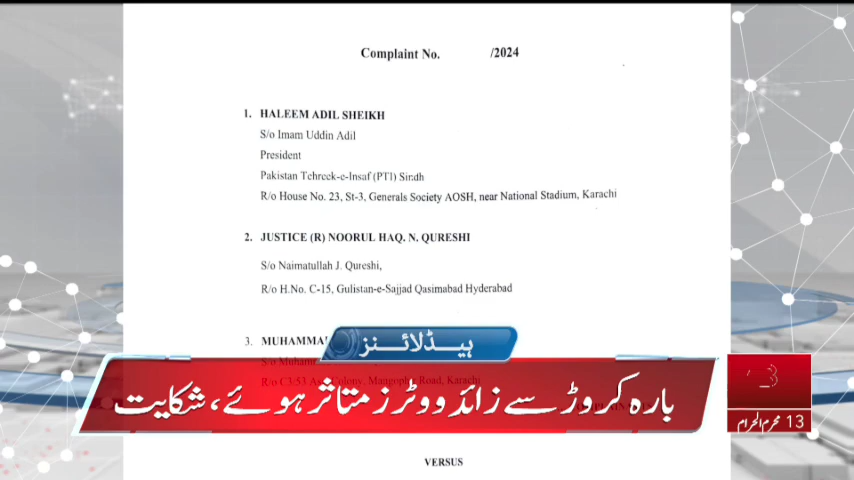 Complaint No. /2024
1. HALEEM ADIL SHEIKH
S/o Imam Uddin Adil
President
Pakistan Tehreek-e-Insaf (PTI) Sindh
R/o House No. 23, St-3, Generals Society AOSH, near National Stadium, Karachi
2. JUSTICE (R) NOORUL HAQ. N. QURESHI
S/o Naimatullah J. Qureshi,
R/o H.No. C-15, Gulistan-e-Sajjad Qasimabad Hyderabad
3.
ہیڈلائنز
بارہ کروڑ سے زائد ووٹرز متاثر ہوئے، شکایت
13 محرم الحرام
VERSUS